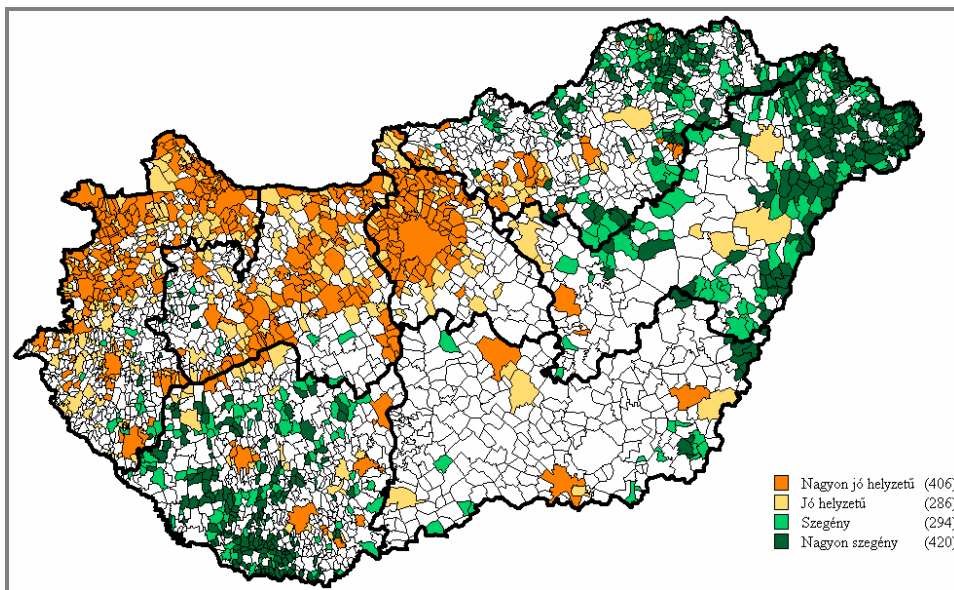 Nagyon jó helyzetű (406)
Jó helyzetű (286)
Szegény (294)
Nagyon szegény (420)